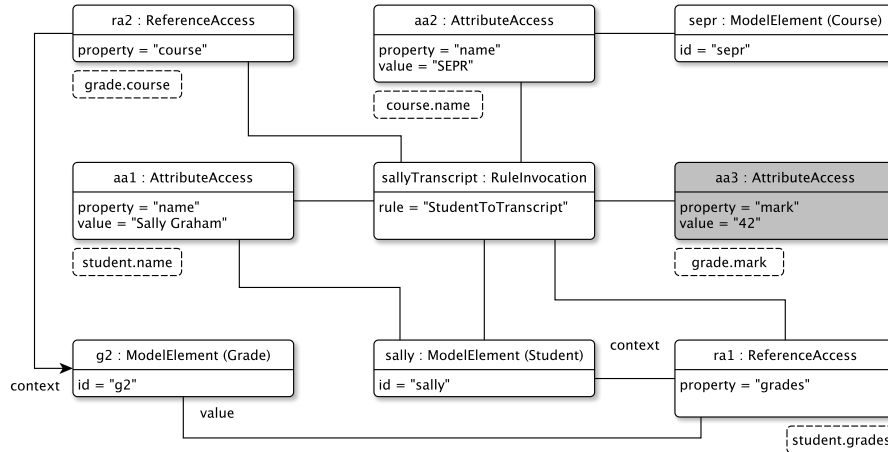 ra2 : ReferenceAccess
property = "course"
grade.course
aa2 : AttributeAccess
property = "name"
value = "SEPR"
course.name
sepr : ModelElement (Course)
id = "sepr"
aa1 : AttributeAccess
property = "name"
value = "Sally Graham"
student.name
sallyTranscript : RuleInvocation
rule = "StudentToTranscript"
aa3 : AttributeAccess
property = "mark"
value = "42"
grade.mark
g2 : ModelElement (Grade)
id = "g2"
context
value
sally : ModelElement (Student)
id = "sally"
context
ra1 : ReferenceAccess
property = "grades"
student.grades